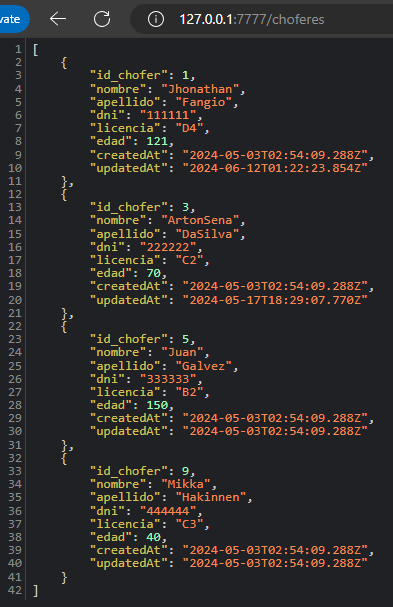 vate
127.0.0.1:7777/choferes
1 [
2 {
3 "id_chofer": 1,
4 "nombre": "Jhonathan",
5 "apellido": "Fangio",
6 "dni": "111111",
7 "licencia": "D4",
8 "edad": 121,
9 "createdAt": "2024-05-03T02:54:09.288Z",
10 "updatedAt": "2024-06-12T01:22:23.854Z"
11 },
12 {
13 "id_chofer": 3,
14 "nombre": "ArtonSena",
15 "apellido": "DaSilva",
16 "dni": "222222",
17 "licencia": "C2",
18 "edad": 70,
19 "createdAt": "2024-05-03T02:54:09.288Z",
20 "updatedAt": "2024-05-17T18:29:07.770Z"
21 },
22 {
23 "id_chofer": 5,
24 "nombre": "Juan",
25 "apellido": "Galvez",
26 "dni": "333333",
27 "licencia": "B2",
28 "edad": 150,
29 "createdAt": "2024-05-03T02:54:09.288Z",
30 "updatedAt": "2024-05-03T02:54:09.288Z"
31 },
32 {
33 "id_chofer": 9,
34 "nombre": "Mikka",
35 "apellido": "Hakinnen",
36 "dni": "444444",
37 "licencia": "C3",
38 "edad": 40,
39 "createdAt": "2024-05-03T02:54:09.288Z",
40 "updatedAt": "2024-05-03T02:54:09.288Z"
41 }
42 ]